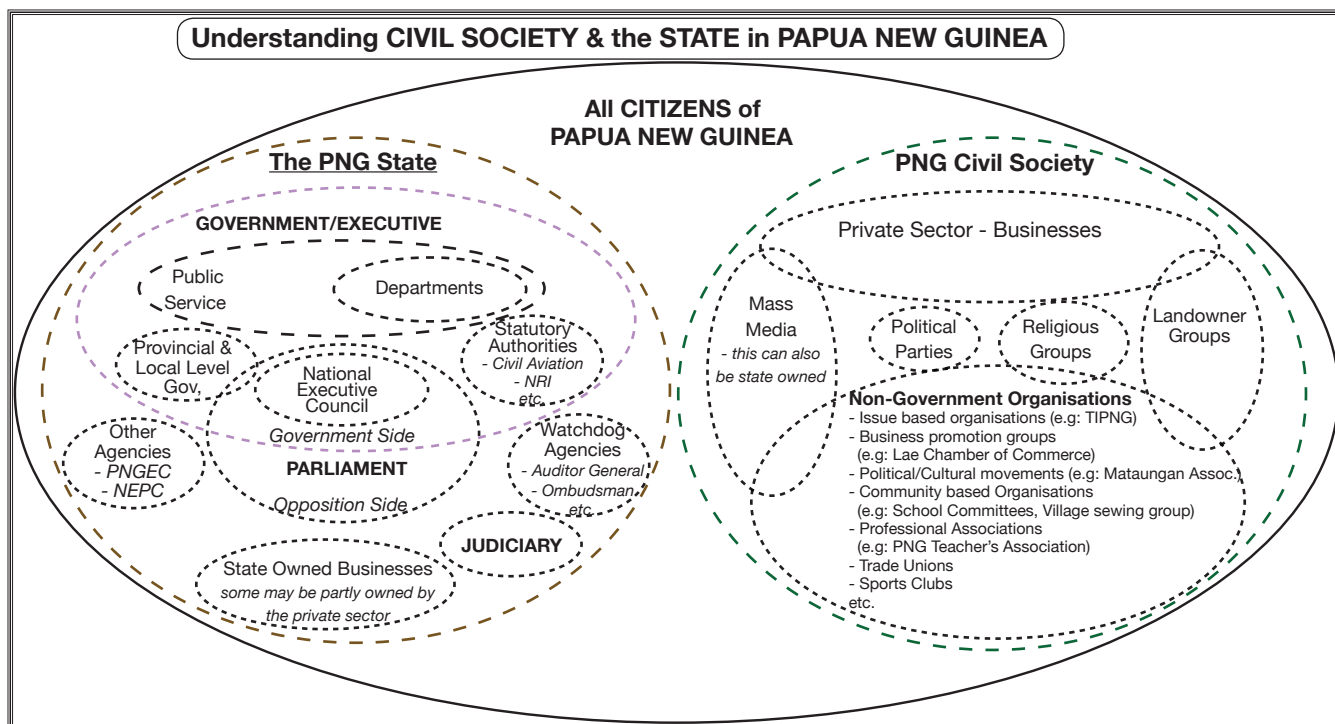 Understanding CIVIL SOCIETY & the STATE in PAPUA NEW GUINEA
All CITIZENS of
PAPUA NEW GUINEA
The PNG State
GOVERNMENT/EXECUTIVE
Public
Service
Departments
Provincial &
Local Level
Gov,
National
Executive
Council
Statutory
Authorities
- Civil Aviation
- NRI
etc.
Government Side
PARLIAMENT
Opposition Side
Other
Agencies
- PNGEC
- NEPC
Watchdog
Agencies
- Auditor General
- Ombudsman
etc
JUDICIARY
State Owned Businesses
some may be partly owned by
the private sector
PNG Civil Society
Private Sector - Businesses
Mass
Media
- this can also
be state owned
Political
Parties
Religious
Groups
Landowner
Groups
Non-Government Organisations
- Issue based organisations (e.g: TIPNG)
- Business promotion groups
(e.g: Lae Chamber of Commerce)
- Political/Cultural movements (e.g: Mataungan Assoc.)
- Community based Organisations
(e.g: School Committees, Village sewing group)
- Professional Associations
(e.g: PNG Teacher's Association)
- Trade Unions
- Sports Clubs
etc.